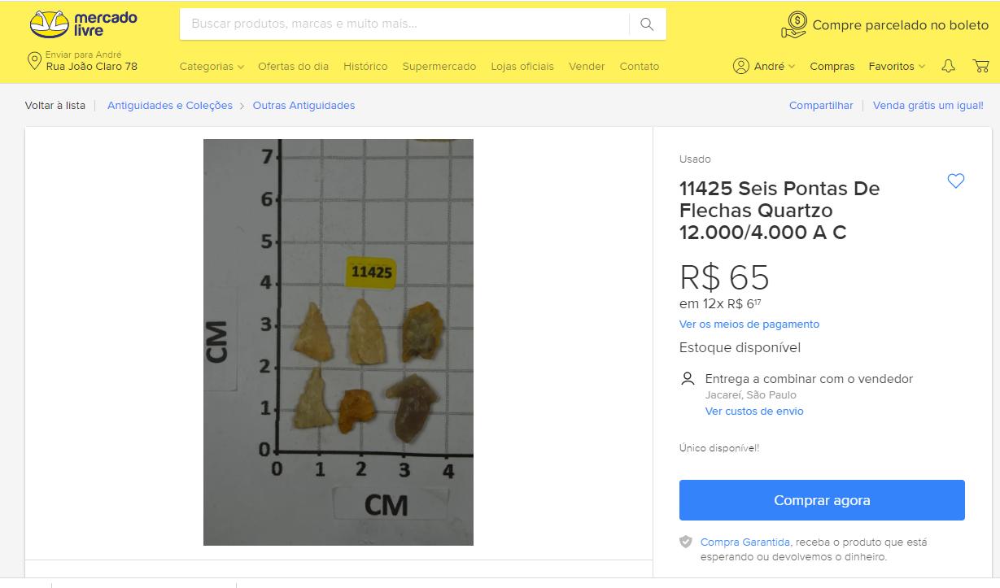 mercado
livre
Buscar produtos, marcas e muito mais...
Compre parcelado no boleto
Enviar para André
Rua João Claro 78
Categorias
Ofertas do dia
Histórico
Supermercado
Lojas oficiais
Vender
Contato
André
Compras
Favoritos
Voltar à lista
Antiguidades e Coleções
Outras Antiguidades
Compartilhar
Venda grátis um igual!
7
6
5
11425
4
3
CM
2
1
0
0 1 2 3 4
CM
Usado
11425 Seis Pontas De
Flechas Quartzo
12.000/4.000 A C
R$ 65
em 12x R$ 6¹⁷
Ver os meios de pagamento
Estoque disponível
Entrega a combinar com o vendedor
Jacareí, São Paulo
Ver custos de envio
Único disponível!
Comprar agora
Compra Garantida, receba o produto que está
esperando ou devolvemos o dinheiro.